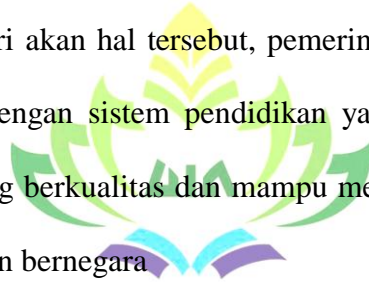 ri akan hal tersebut, pemerin
engan sistem pendidikan ya
g berkualitas dan mampu me
n bernegara